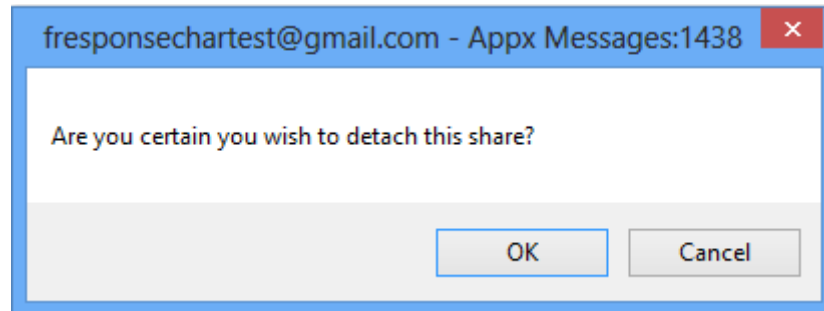 fresponsechartest@gmail.com - Appx Messages:1438
Are you certain you wish to detach this share?
OK
Cancel